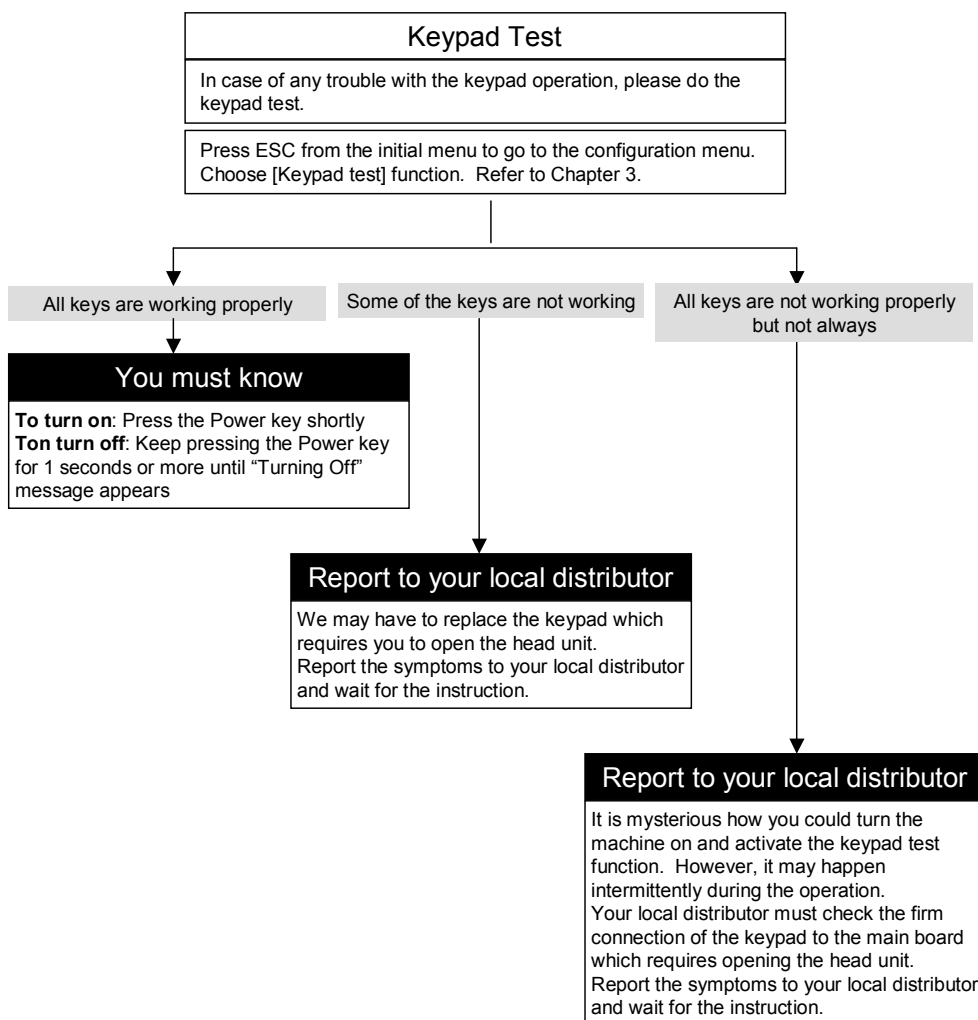 Keypad Test
In case of any trouble with the keypad operation, please do the
keypad test.
Press ESC from the initial menu to go to the configuration menu.
Choose [Keypad test] function.  Refer to Chapter 3.
All keys are working properly
Some of the keys are not working
All keys are not working properly
but not always
You must know
To turn on: Press the Power key shortly
Ton turn off: Keep pressing the Power key
for 1 seconds or more until “Turning Off”
message appears
Report to your local distributor
We may have to replace the keypad which
requires you to open the head unit.
Report the symptoms to your local distributor
and wait for the instruction.
Report to your local distributor
It is mysterious how you could turn the
machine on and activate the keypad test
function.  However, it may happen
intermittently during the operation.
Your local distributor must check the firm
connection of the keypad to the main board
which requires opening the head unit.
Report the symptoms to your local distributor
and wait for the instruction.